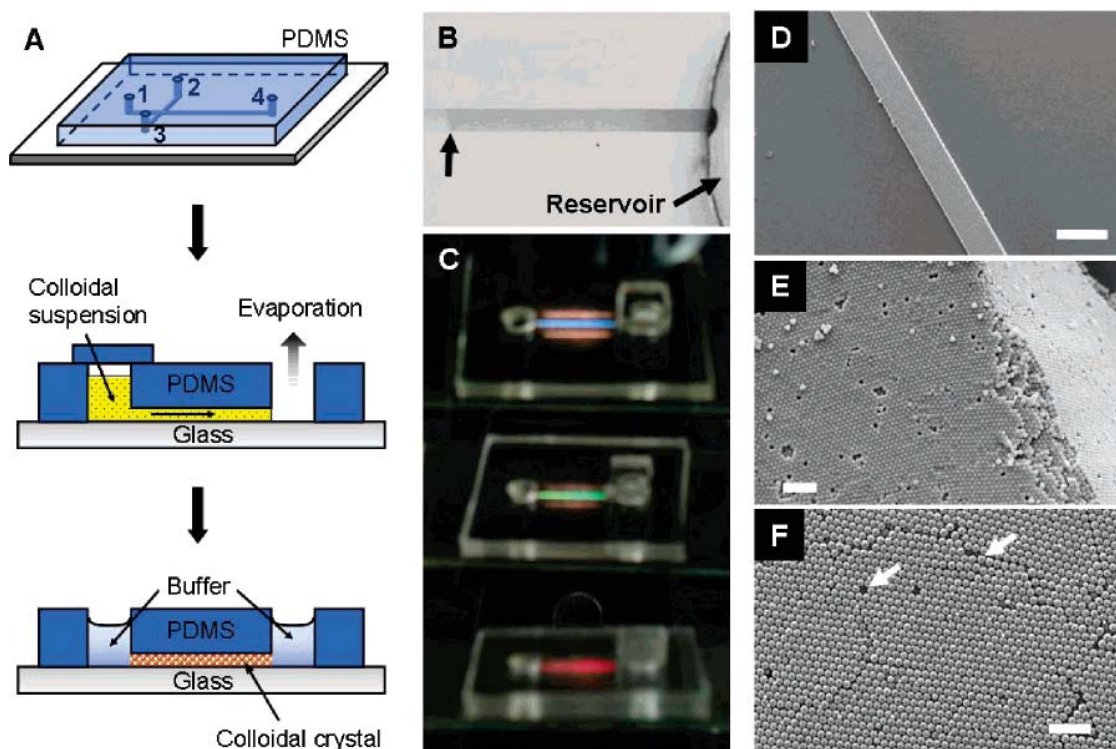 A
PDMS
1
2
4
3
Colloidal
suspension
Evaporation
PDMS
Glass
Buffer
PDMS
Glass
Colloidal crystal
B
Reservoir
C
D
E
F